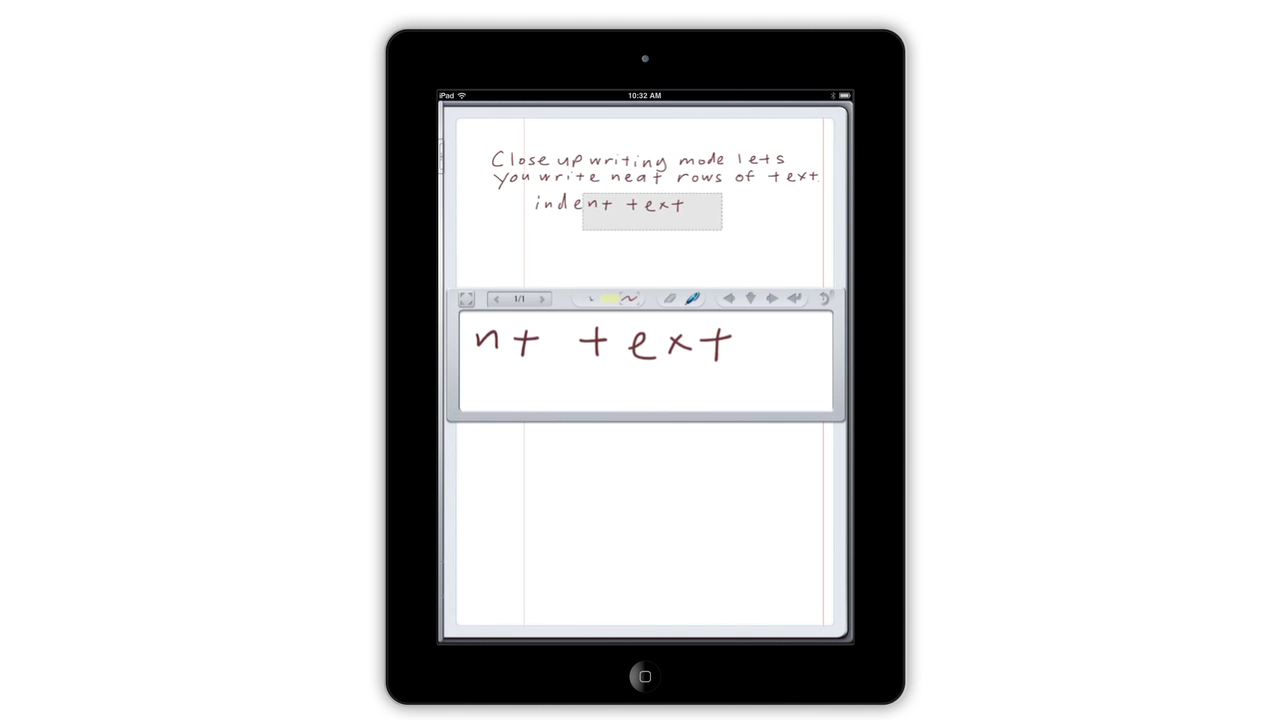 iPad 10:32 AM
Close up writing mode lets
you write neat rows of text.
indent text
1/1
nt text